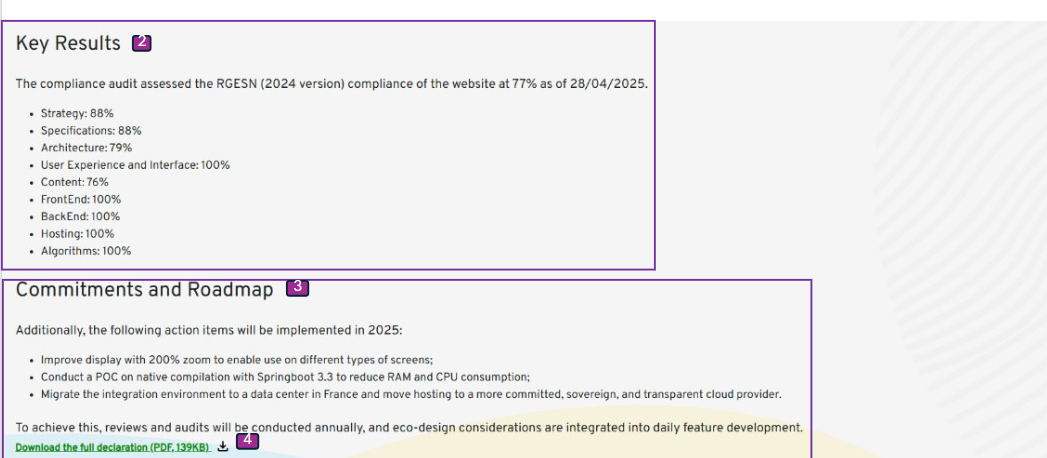 Key Results 2
The compliance audit assessed the RGESN (2024 version) compliance of the website at 77% as of 28/04/2025.
• Strategy: 88%
• Specifications: 88%
• Architecture: 79%
• User Experience and Interface: 100%
• Content: 76%
• FrontEnd: 100%
• BackEnd: 100%
• Hosting: 100%
• Algorithms: 100%
Commitments and Roadmap 3
Additionally, the following action items will be implemented in 2025:
• Improve display with 200% zoom to enable use on different types of screens;
• Conduct a POC on native compilation with Springboot 3.3 to reduce RAM and CPU consumption;
• Migrate the integration environment to a data center in France and move hosting to a more committed, sovereign, and transparent cloud provider.
To achieve this, reviews and audits will be conducted annually, and eco-design considerations are integrated into daily feature development.
Download the full declaration (PDF, 139KB) 4